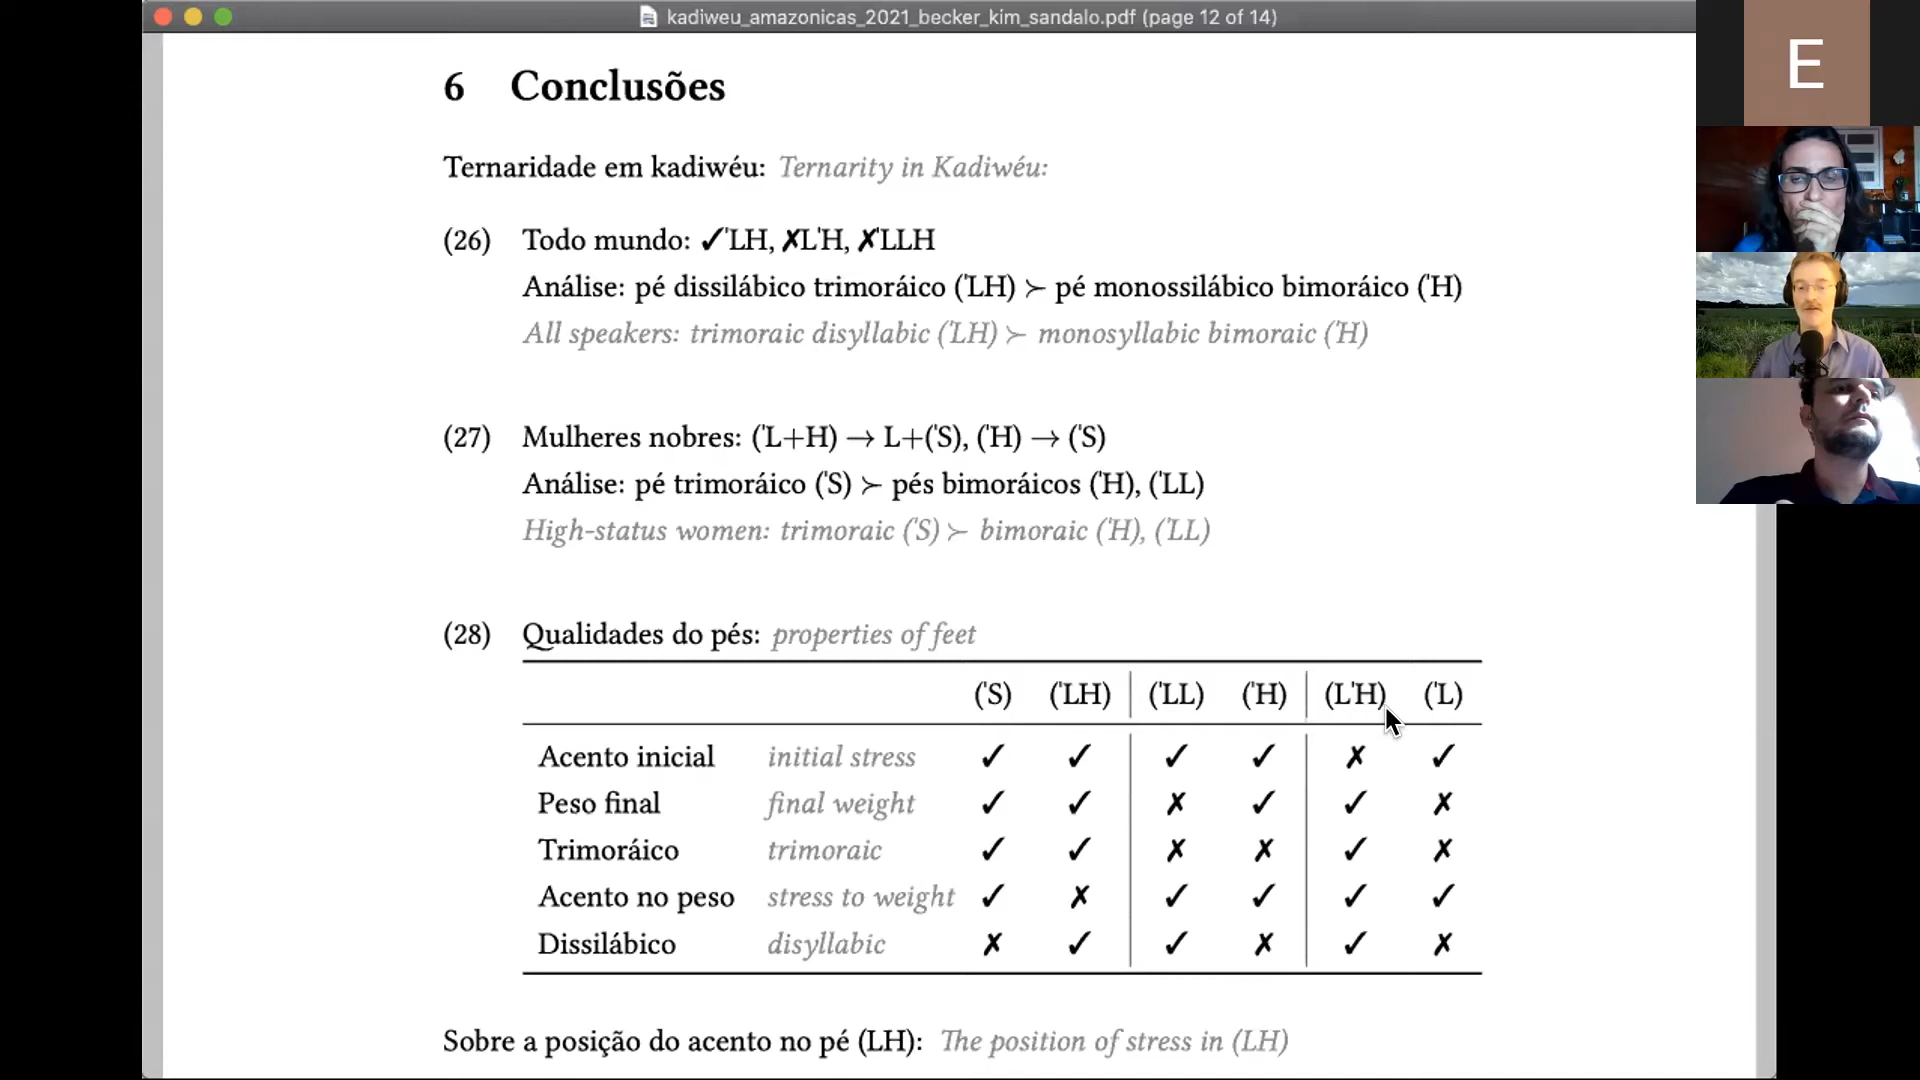 kadiweu_amazonicas_2021_becker_kim_sandalo.pdf (page 12 of 14)
E
6 Conclusões
Ternaridade em kadiwéu: Ternarity in Kadiwéu:
(26) Todo mundo: ✓ˈLH, ✗LˈH, ✗ˈLLH
Análise: pé dissilábico trimoráico (ˈLH) ≻ pé monossilábico bimoráico (ˈH)
All speakers: trimoraic disyllabic (ˈLH) ≻ monosyllabic bimoraic (ˈH)
(27) Mulheres nobres: (ˈL+H) → L+(ˈS), (ˈH) → (ˈS)
Análise: pé trimoráico (ˈS) ≻ pés bimoráicos (ˈH), (ˈLL)
High-status women: trimoraic (ˈS) ≻ bimoraic (ˈH), (ˈLL)
(28) Qualidades do pés: properties of feet
(ˈS) (ˈLH) (ˈLL) (ˈH) (LˈH) (ˈL)
Acento inicial initial stress ✓ ✓ ✓ ✓ ✗ ✓
Peso final final weight ✓ ✓ ✗ ✓ ✓ ✗
Trimoráico trimoraic ✓ ✓ ✗ ✗ ✓ ✗
Acento no peso stress to weight ✓ ✗ ✓ ✓ ✓ ✓
Dissilábico disyllabic ✗ ✓ ✓ ✗ ✓ ✗
Sobre a posição do acento no pé (LH): The position of stress in (LH)